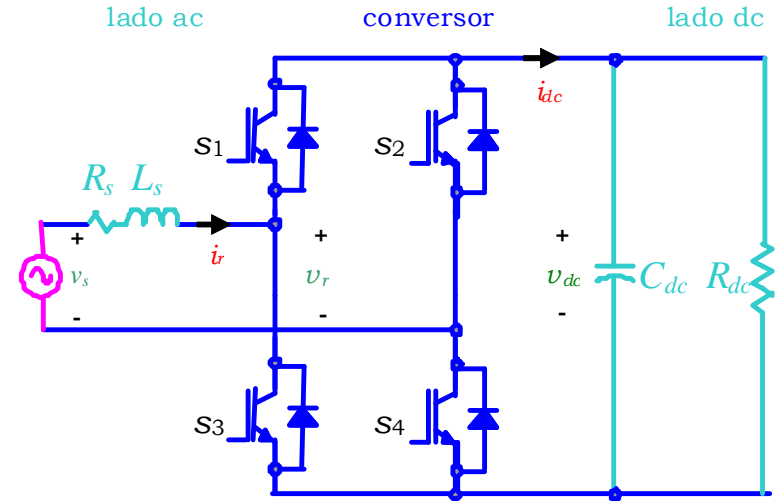 lado ac conversor lado dc
idc
S1 S2
Rs Ls
+ + +
ir
vs vr vdc Cdc Rdc
- - -
S3 S4